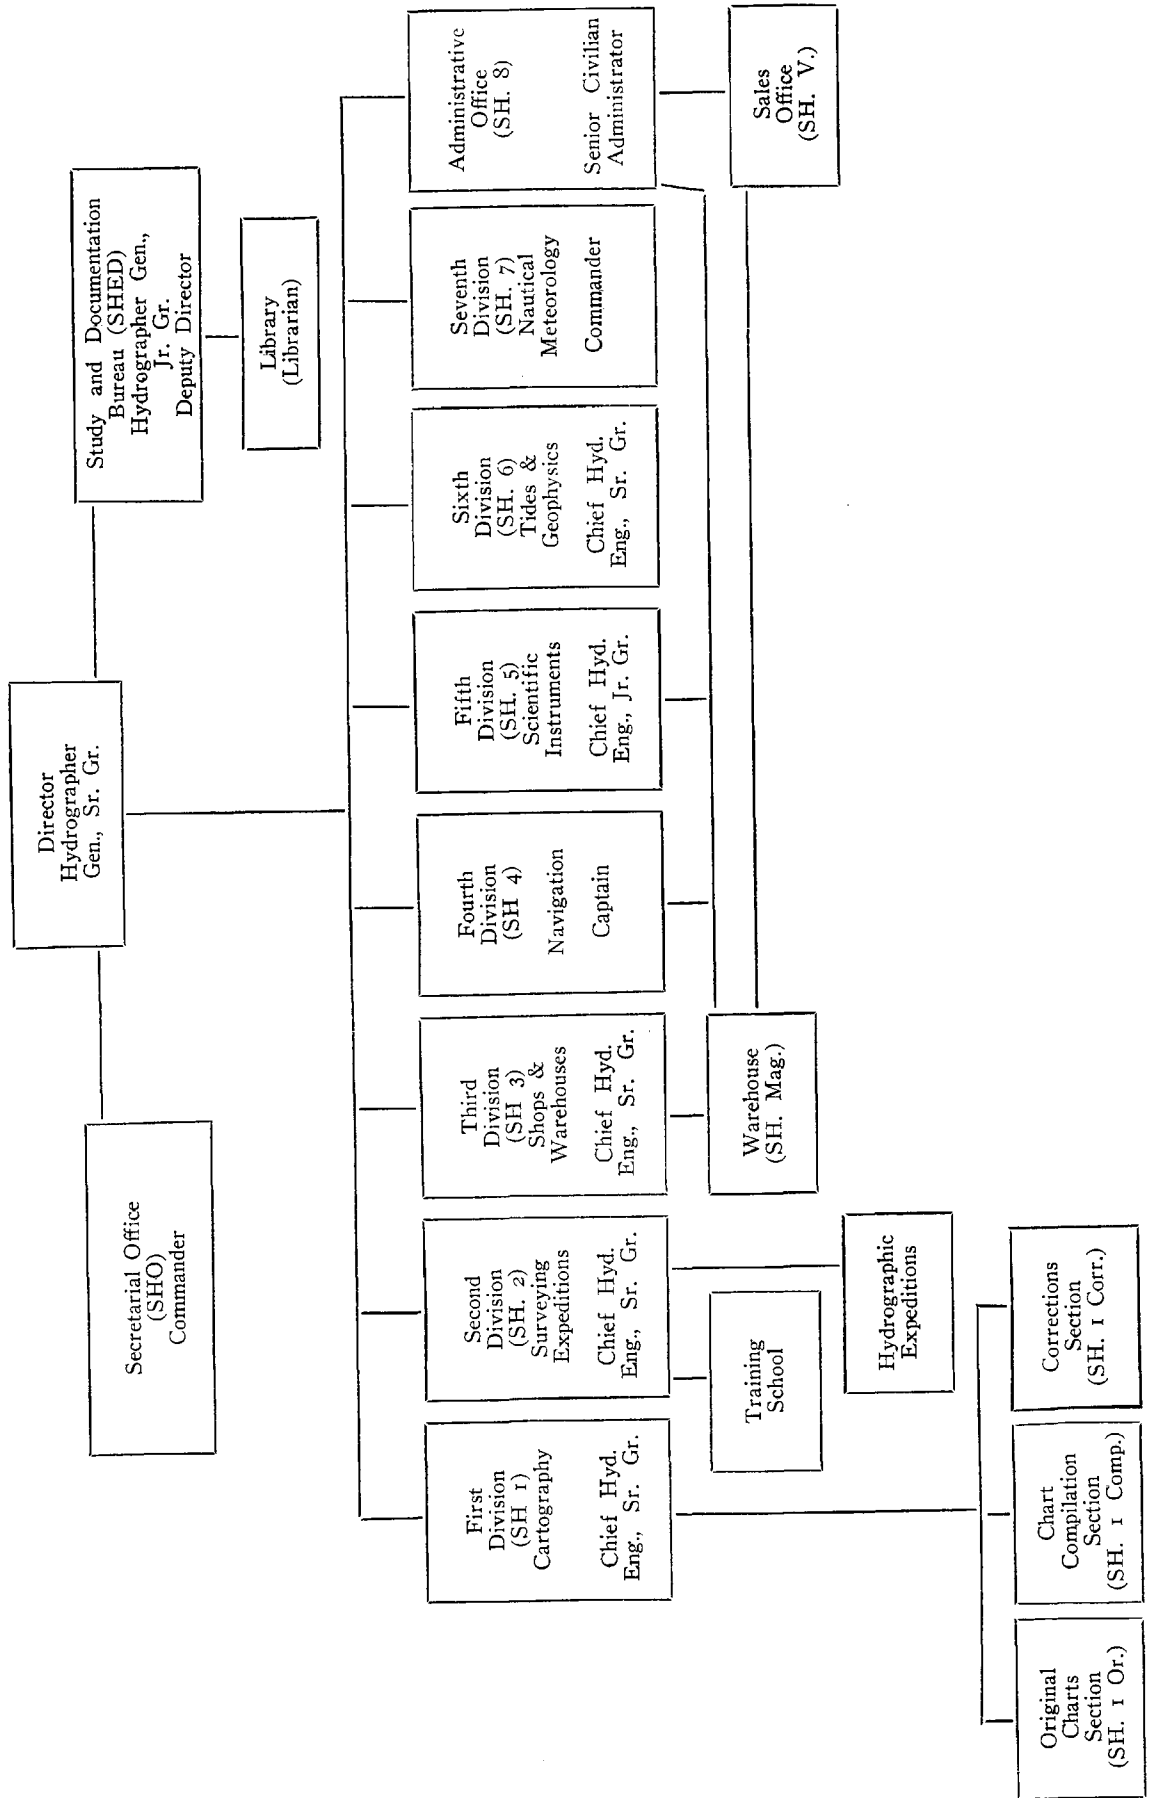 Director
Hydrographer
Gen., Sr. Gr.
Secretarial Office
(SHO)
Commander
Study and Documentation
Bureau (SHED)
Hydrographer Gen.,
Jr. Gr.
Deputy Director
Library
(Librarian)
First
Division
(SH 1)
Cartography
Chief Hyd.
Eng., Sr. Gr.
Second
Division
(SH. 2)
Surveying
Expeditions
Chief Hyd.
Eng., Sr. Gr.
Third
Division
(SH 3)
Shops &
Warehouses
Chief Hyd.
Eng., Sr. Gr.
Fourth
Division
(SH 4)
Navigation
Captain
Fifth
Division
(SH. 5)
Scientific
Instruments
Chief Hyd.
Eng., Jr. Gr.
Sixth
Division
(SH. 6)
Tides &
Geophysics
Chief Hyd.
Eng., Sr. Gr.
Seventh
Division
(SH. 7)
Nautical
Meteorology
Commander
Administrative
Office
(SH. 8)
Senior Civilian
Administrator
Training
School
Warehouse
(SH. Mag.)
Sales
Office
(SH. V.)
Hydrographic
Expeditions
Original
Charts
Section
(SH. 1 Or.)
Chart
Compilation
Section
(SH. 1 Comp.)
Corrections
Section
(SH. 1 Corr.)